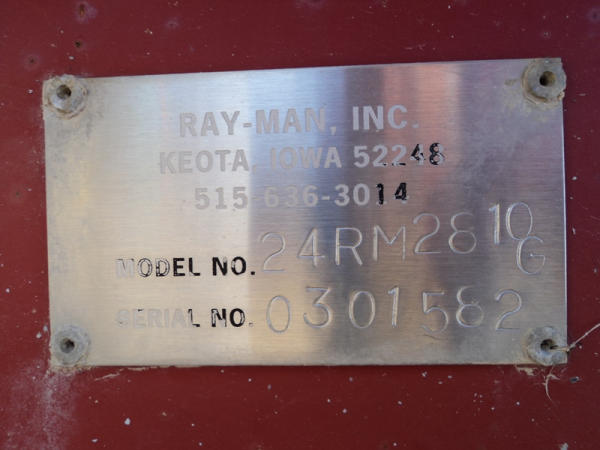 RAY-MAN, INC.
KEOTA, IOWA 52248
515-636-3014
MODEL NO. 24RM2810G
SERIAL NO. 0301582